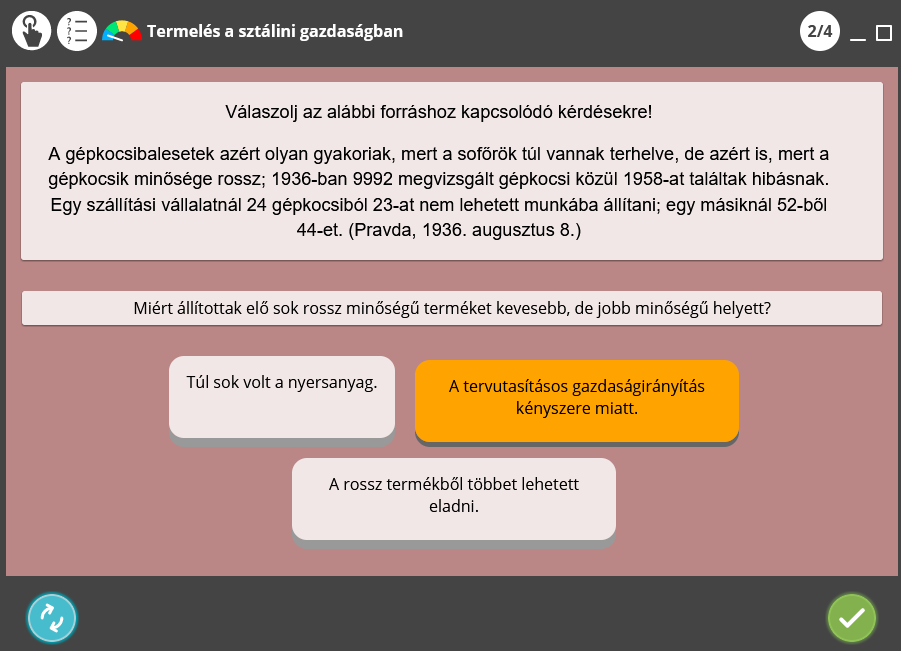 Termelés a sztálini gazdaságban
2/4
Válaszolj az alábbi forráshoz kapcsolódó kérdésekre!
A gépkocsibalesetek azért olyan gyakoriak, mert a sofőrök túl vannak terhelve, de azért is, mert a
gépkocsik minősége rossz; 1936-ban 9992 megvizsgált gépkocsi közül 1958-at találtak hibásnak.
Egy szállítási vállalatnál 24 gépkocsiból 23-at nem lehetett munkába állítani; egy másiknál 52-ből
44-et. (Pravda, 1936. augusztus 8.)
Miért állítottak elő sok rossz minőségű terméket kevesebb, de jobb minőségű helyett?
Túl sok volt a nyersanyag.
A tervutasításos gazdaságirányítás
kényszere miatt.
A rossz termékből többet lehetett
eladni.